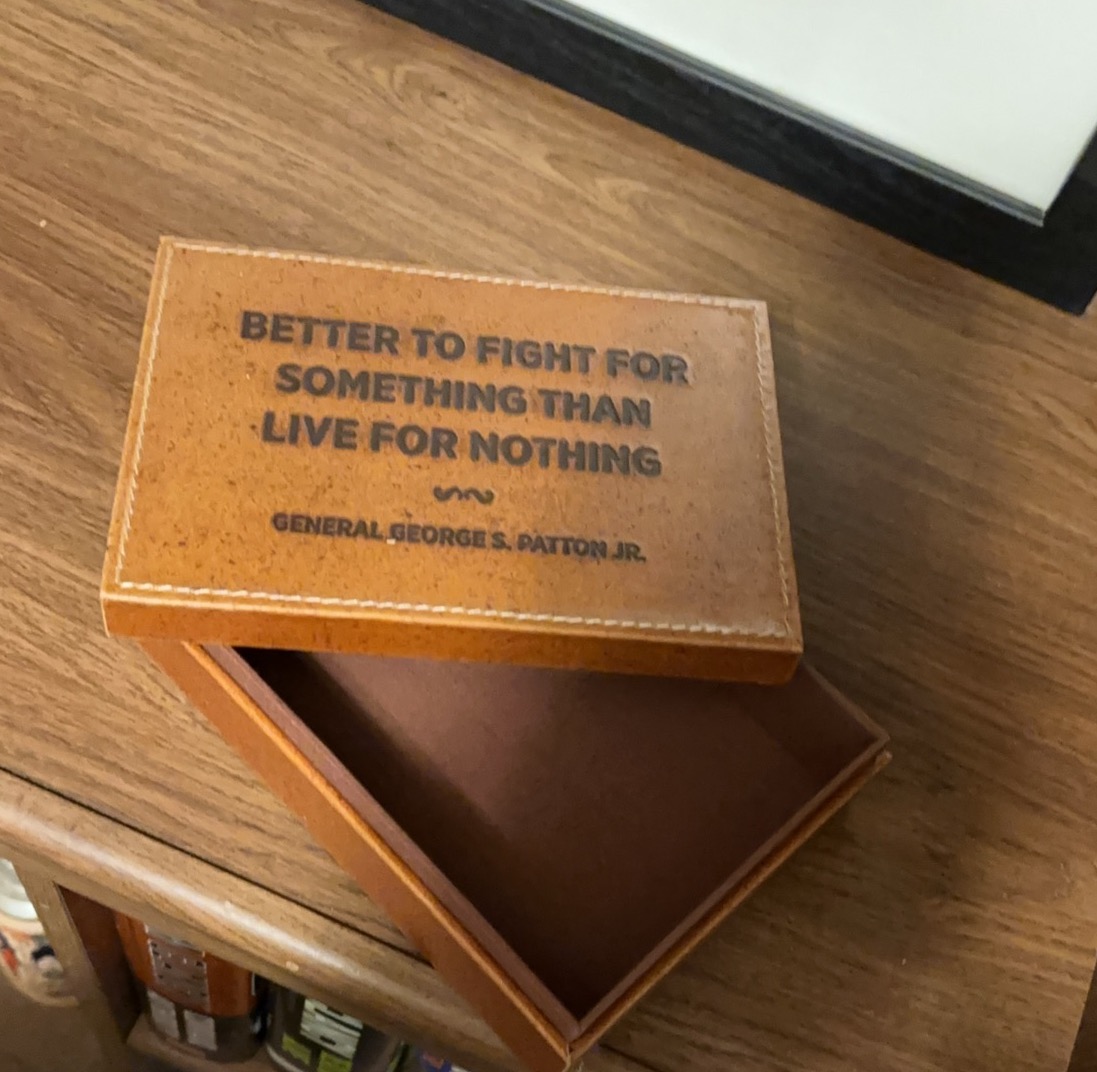 BETTER TO FIGHT FOR
SOMETHING THAN
LIVE FOR NOTHING
GENERAL GEORGE S. PATTON JR.